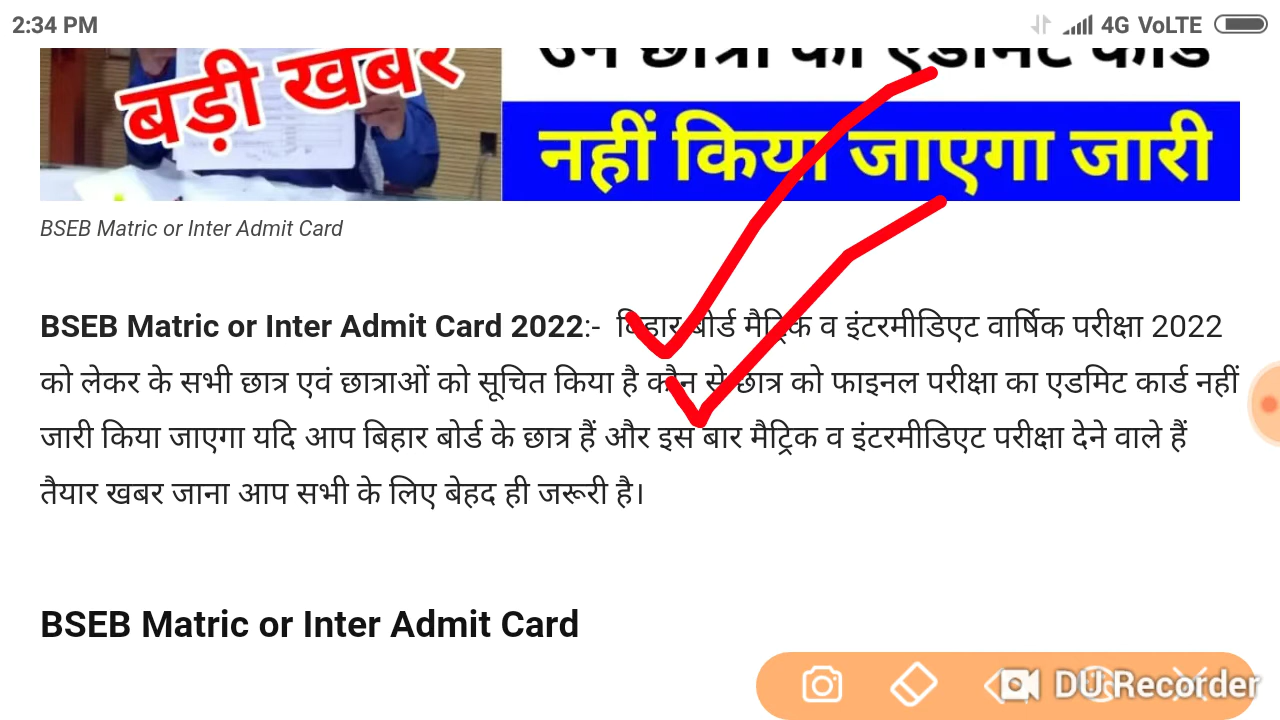 2:34 PM
4G VoLTE
बड़ी खबर
उन छात्रों का एडमिट कार्ड
नहीं किया जाएगा जारी
BSEB Matric or Inter Admit Card
BSEB Matric or Inter Admit Card 2022:- बिहार बोर्ड मैट्रिक व इंटरमीडिएट वार्षिक परीक्षा 2022
को लेकर के सभी छात्र एवं छात्राओं को सूचित किया है कौन से छात्र को फाइनल परीक्षा का एडमिट कार्ड नहीं
जारी किया जाएगा यदि आप बिहार बोर्ड के छात्र हैं और इस बार मैट्रिक व इंटरमीडिएट परीक्षा देने वाले हैं
तैयार खबर जाना आप सभी के लिए बेहद ही जरूरी है।
BSEB Matric or Inter Admit Card
DU Recorder